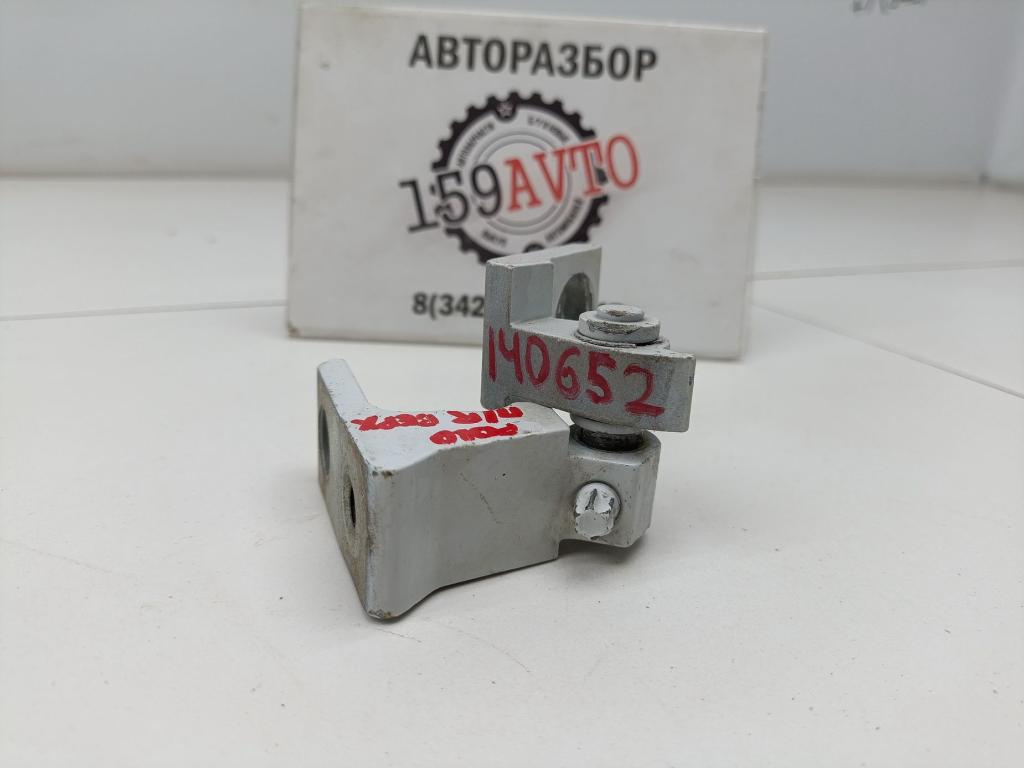 АВТОРАЗБОР
159AVTO
8(342
140652
POLO
П/R ВЕРХ